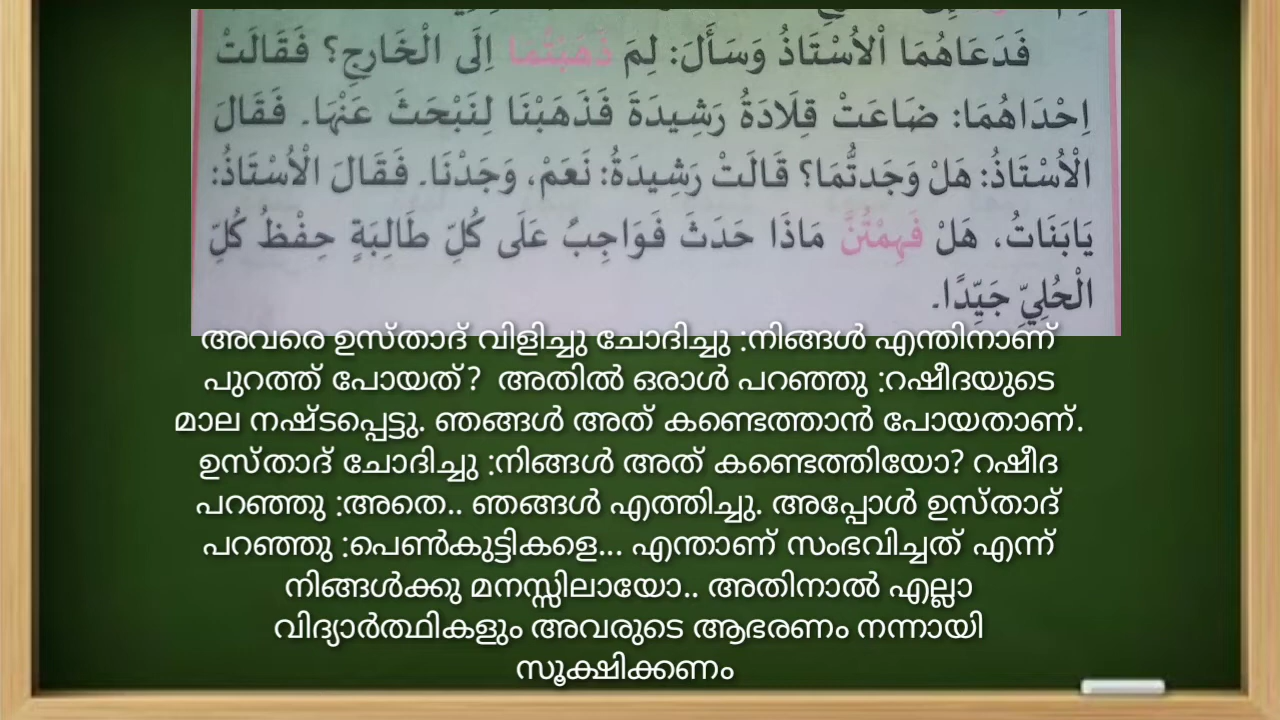 فَدَعَاهُمَا اْلاُسْتَاذُ وَسَأَلَ: لِمَ ذَهَبْتُمَا اِلَى الْخَارِجِ؟ فَقَالَتْ
اِحْدَاهُمَا: ضَاعَتْ قِلَادَةُ رَشِيدَةَ فَذَهَبْنَا لِنَبْحَثَ عَنْهَا. فَقَالَ
الْاُسْتَاذُ: هَلْ وَجَدتُّمَا؟ قَالَتْ رَشِيدَةُ: نَعَمْ، وَجَدْنَا. فَقَالَ الْاُسْتَاذُ:
يَابَنَاتُ، هَلْ فَهِمْتُنَّ مَاذَا حَدَثَ فَوَاجِبٌ عَلَى كُلِّ طَالِبَةٍ حِفْظُ كُلِّ
الْحُلِيِّ جَيِّدًا.
അവരെ ഉസ്താദ് വിളിച്ചു ചോദിച്ചു :നിങ്ങൾ എന്തിനാണ്
പുറത്ത് പോയത്? അതിൽ ഒരാൾ പറഞ്ഞു :റഷീദയുടെ
മാല നഷ്ടപ്പെട്ടു. ഞങ്ങൾ അത് കണ്ടെത്താൻ പോയതാണ്.
ഉസ്താദ് ചോദിച്ചു :നിങ്ങൾ അത് കണ്ടെത്തിയോ? റഷീദ
പറഞ്ഞു :അതെ.. ഞങ്ങൾ എത്തിച്ചു. അപ്പോൾ ഉസ്താദ്
പറഞ്ഞു :പെൺകുട്ടികളെ... എന്താണ് സംഭവിച്ചത് എന്ന്
നിങ്ങൾക്കു മനസ്സിലായോ.. അതിനാൽ എല്ലാ
വിദ്യാർത്ഥികളും അവരുടെ ആഭരണം നന്നായി
സൂക്ഷിക്കണം